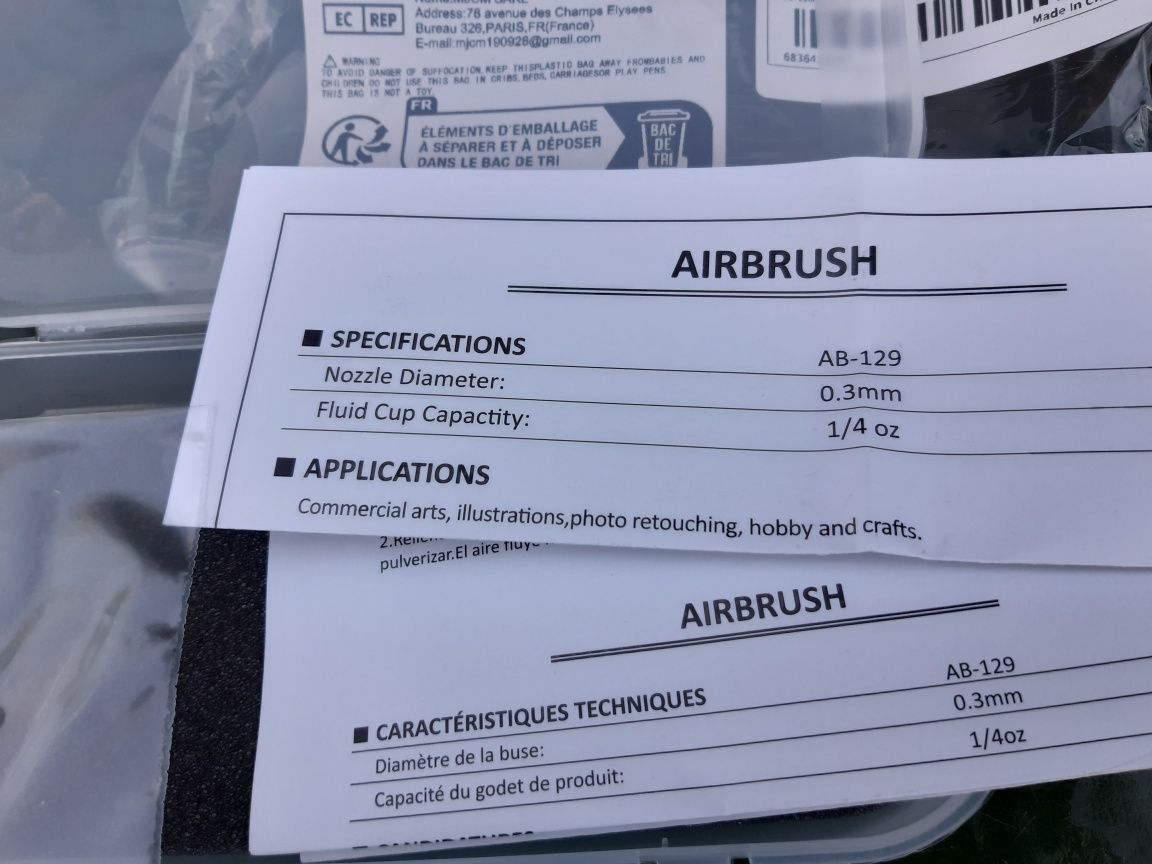 EC REP
Address:78 avenue des Champs Elysees
Bureau 326,PARIS,FR(France)
E-mail:mjcm190928@gmail.com
WARNING
TO AVOID DANGER OF SUFFOCATION, KEEP THISPLASTIC BAG AWAY FROMBABIES AND
CHILDREN DO NOT USE THIS BAG IN CRIBS, BEDS, CARRIAGESOR PLAY PENS.
THIS BAG IS NOT A TOY.
FR
ÉLÉMENTS D'EMBALLAGE
À SÉPARER ET À DÉPOSER
DANS LE BAC DE TRI
BAC
DE
TRI
68364
Made In
AIRBRUSH
■ SPECIFICATIONS AB-129
Nozzle Diameter: 0.3mm
Fluid Cup Capactity: 1/4 oz
■ APPLICATIONS
Commercial arts, illustrations,photo retouching, hobby and crafts.
pulverizar.El aire fluye
AIRBRUSH
■ CARACTÉRISTIQUES TECHNIQUES AB-129
Diamètre de la buse: 0.3mm
Capacité du godet de produit: 1/4oz